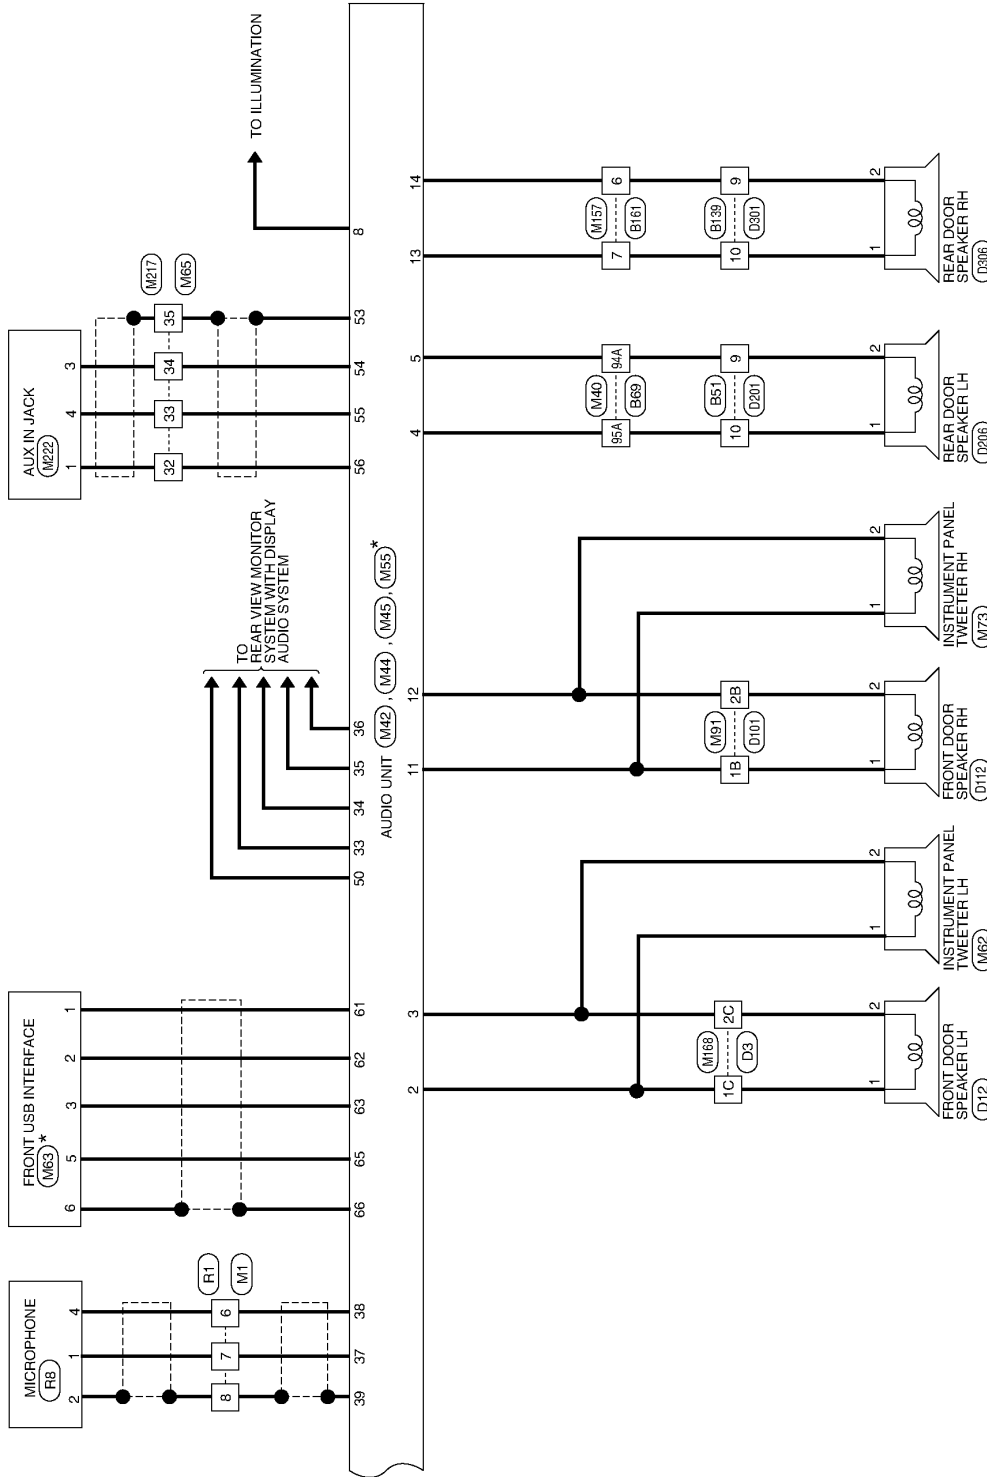 MICROPHONE
R8
2
1
4
R1
M1
8
7
6
39
37
38
FRONT USB INTERFACE
M63 *
6
5
3
2
1
66
65
63
62
61
TO
REAR VIEW MONITOR
SYSTEM WITH DISPLAY
AUDIO SYSTEM
50
33
34
35
36
AUX IN JACK
M222
1
4
3
M217
M65
32
33
34
35
56
55
54
53
TO ILLUMINATION
8
AUDIO UNIT M42 , M44 , M45 , M55 *
2
3
11
12
4
5
13
14
M168
D3
1C
2C
M91
D101
1B
2B
M40
B69
95A
94A
B51
D201
10
9
M157
B161
7
6
B139
D301
10
9
1
2
FRONT DOOR
SPEAKER LH
D12
1
2
INSTRUMENT PANEL
TWEETER LH
M62
1
2
FRONT DOOR
SPEAKER RH
D112
1
2
INSTRUMENT PANEL
TWEETER RH
M73
1
2
REAR DOOR
SPEAKER LH
D206
1
2
REAR DOOR
SPEAKER RH
D306